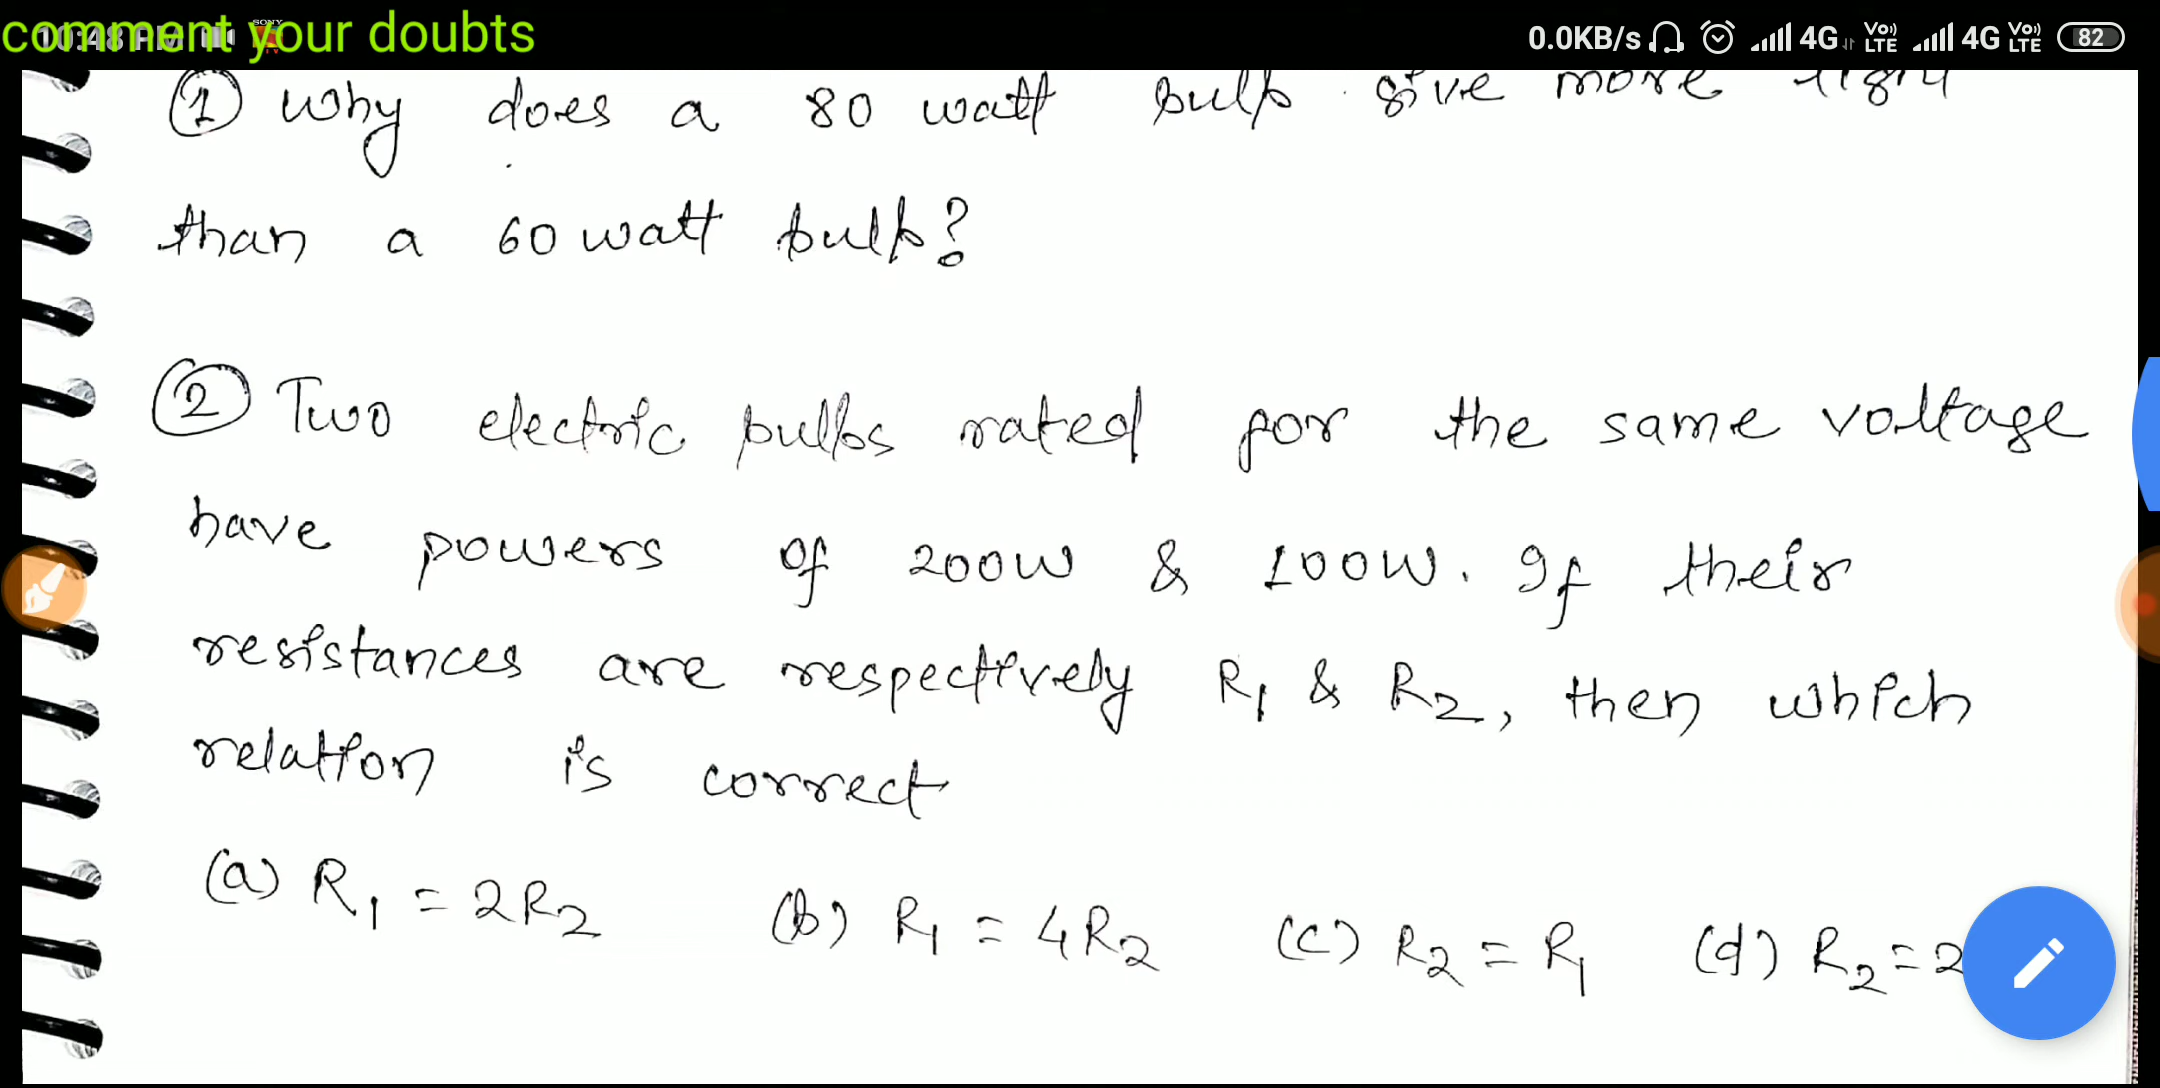 comment your doubts
0.0KB/s 4G VoLTE 4G VoLTE 82
① why does a 80 watt bulb give more light
than a 60 watt bulb?
② Two electric bulbs rated for the same voltage
have powers of 200W & 100W. If their
resistances are respectively R1 & R2, then which
relation is correct
(a) R1 = 2R2 (b) R1 = 4R2 (c) R2 = R1 (d) R2 = 2